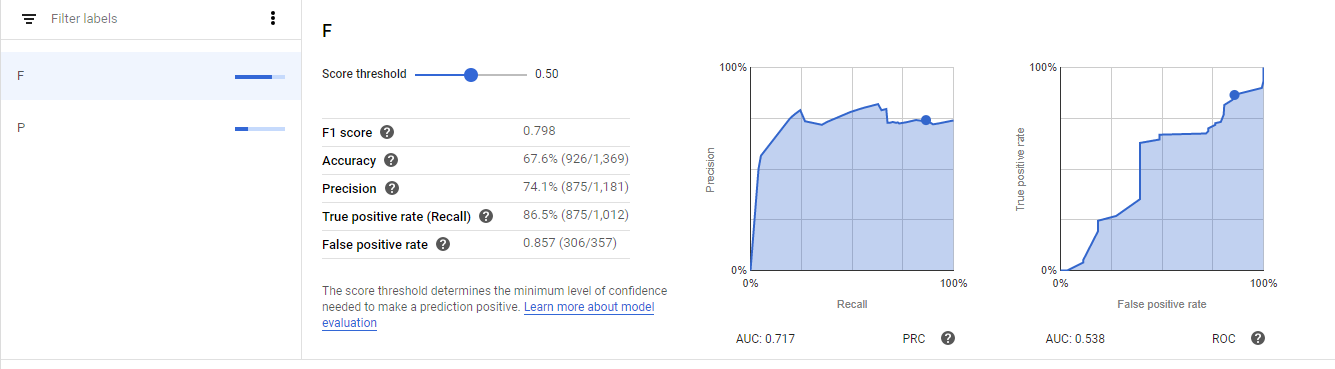 Filter labels
F
P
F
Score threshold 0.50
F1 score 0.798
Accuracy 67.6% (926/1,369)
Precision 74.1% (875/1,181)
True positive rate (Recall) 86.5% (875/1,012)
False positive rate 0.857 (306/357)
The score threshold determines the minimum level of confidence
needed to make a prediction positive. Learn more about model
evaluation
100%
Precision
0%
0% 100%
Recall
AUC: 0.717 PRC
100%
True positive rate
0%
0% 100%
False positive rate
AUC: 0.538 ROC